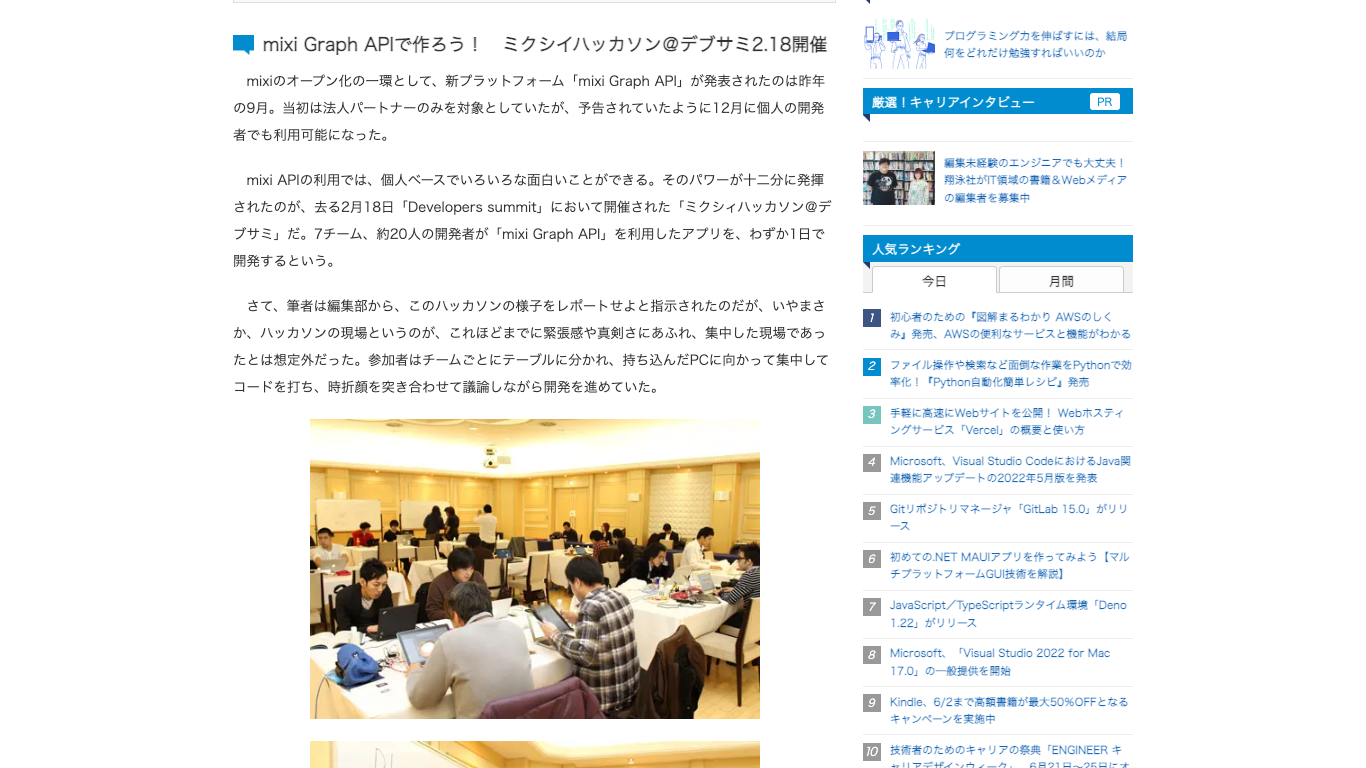 mixi Graph APIで作ろう！　ミクシイハッカソン＠デブサミ2.18開催
mixiのオープン化の一環として、新プラットフォーム「mixi Graph API」が発表されたのは昨年
の9月。当初は法人パートナーのみを対象としていたが、予告されていたように12月に個人の開発
者でも利用可能になった。
mixi APIの利用では、個人ベースでいろいろな面白いことができる。そのパワーが十二分に発揮
されたのが、去る2月18日「Developers summit」において開催された「ミクシィハッカソン＠デ
ブサミ」だ。7チーム、約20人の開発者が「mixi Graph API」を利用したアプリを、わずか1日で
開発するという。
さて、筆者は編集部から、このハッカソンの様子をレポートせよと指示されたのだが、いやまさ
か、ハッカソンの現場というのが、これほどまでに緊張感や真剣さにあふれ、集中した現場であっ
たとは想定外だった。参加者はチームごとにテーブルに分かれ、持ち込んだPCに向かって集中して
コードを打ち、時折顔を突き合わせて議論しながら開発を進めていた。
プログラミング力を伸ばすには、結局
何をどれだけ勉強すればいいのか
厳選！キャリアインタビュー
PR
編集未経験のエンジニアでも大丈夫！
翔泳社がIT領域の書籍＆Webメディア
の編集者を募集中
人気ランキング
今日
月間
1
初心者のための『図解まるわかり AWSのしく
み』発売、AWSの便利なサービスと機能がわかる
2
ファイル操作や検索など面倒な作業をPythonで効
率化！『Python自動化簡単レシピ』発売
3
手軽に高速にWebサイトを公開！ Webホスティ
ングサービス「Vercel」の概要と使い方
4
Microsoft、Visual Studio CodeにおけるJava関
連機能アップデートの2022年5月版を発表
5
Gitリポジトリマネージャ「GitLab 15.0」がリリ
ース
6
初めての.NET MAUIアプリを作ってみよう【マル
チプラットフォームGUI技術を解説】
7
JavaScript／TypeScriptランタイム環境「Deno
1.22」がリリース
8
Microsoft、「Visual Studio 2022 for Mac
17.0」の一般提供を開始
9
Kindle、6/2まで高額書籍が最大50％OFFとなる
キャンペーンを実施中
10
技術者のためのキャリアの祭典「ENGINEER キ
ャリアデザインウィーク」、6月21日～25日にオ